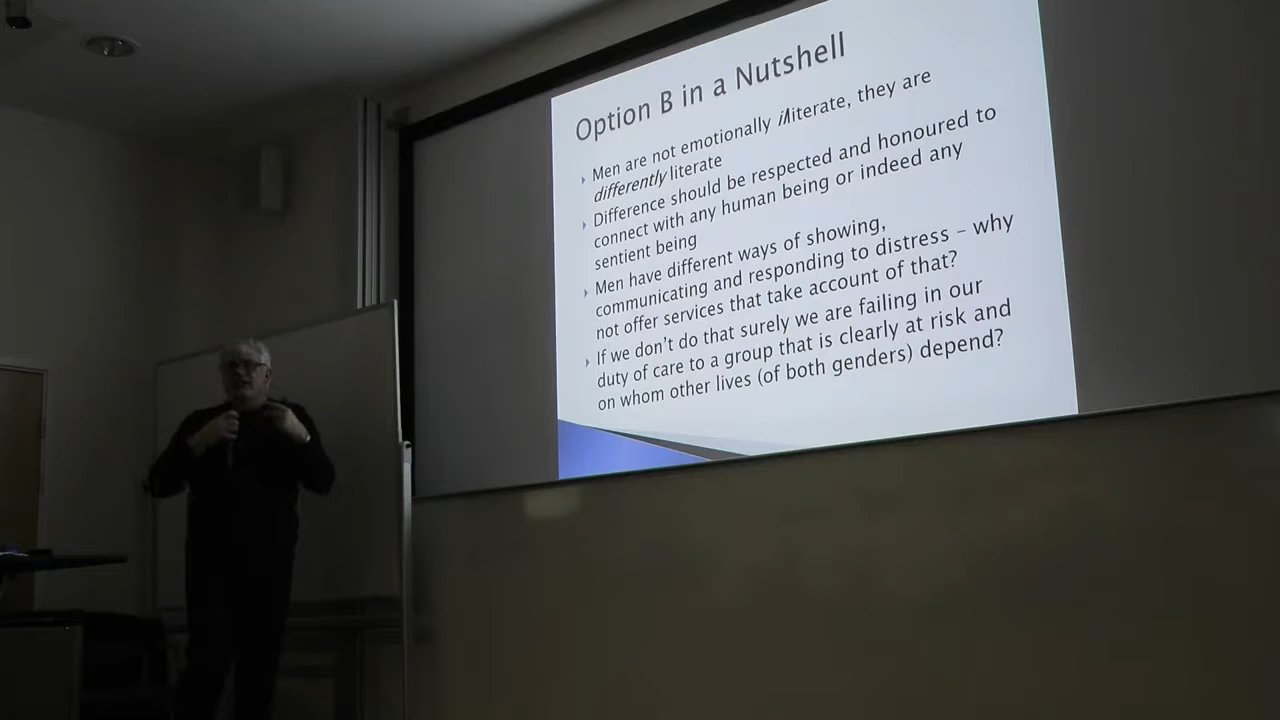 Option B in a Nutshell
Men are not emotionally illiterate, they are
differently literate
Difference should be respected and honoured to
connect with any human being or indeed any
sentient being
Men have different ways of showing,
communicating and responding to distress – why
not offer services that take account of that?
If we don't do that surely we are failing in our
duty of care to a group that is clearly at risk and
on whom other lives (of both genders) depend?